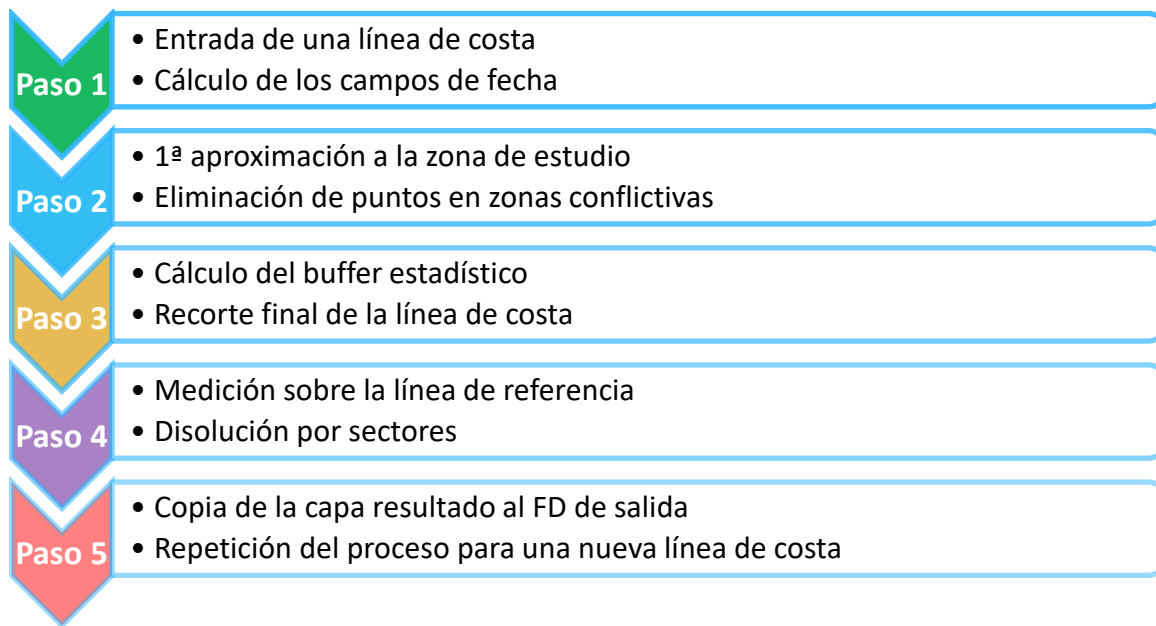 Paso 1
• Entrada de una línea de costa
• Cálculo de los campos de fecha
Paso 2
• 1ª aproximación a la zona de estudio
• Eliminación de puntos en zonas conflictivas
Paso 3
• Cálculo del buffer estadístico
• Recorte final de la línea de costa
Paso 4
• Medición sobre la línea de referencia
• Disolución por sectores
Paso 5
• Copia de la capa resultado al FD de salida
• Repetición del proceso para una nueva línea de costa